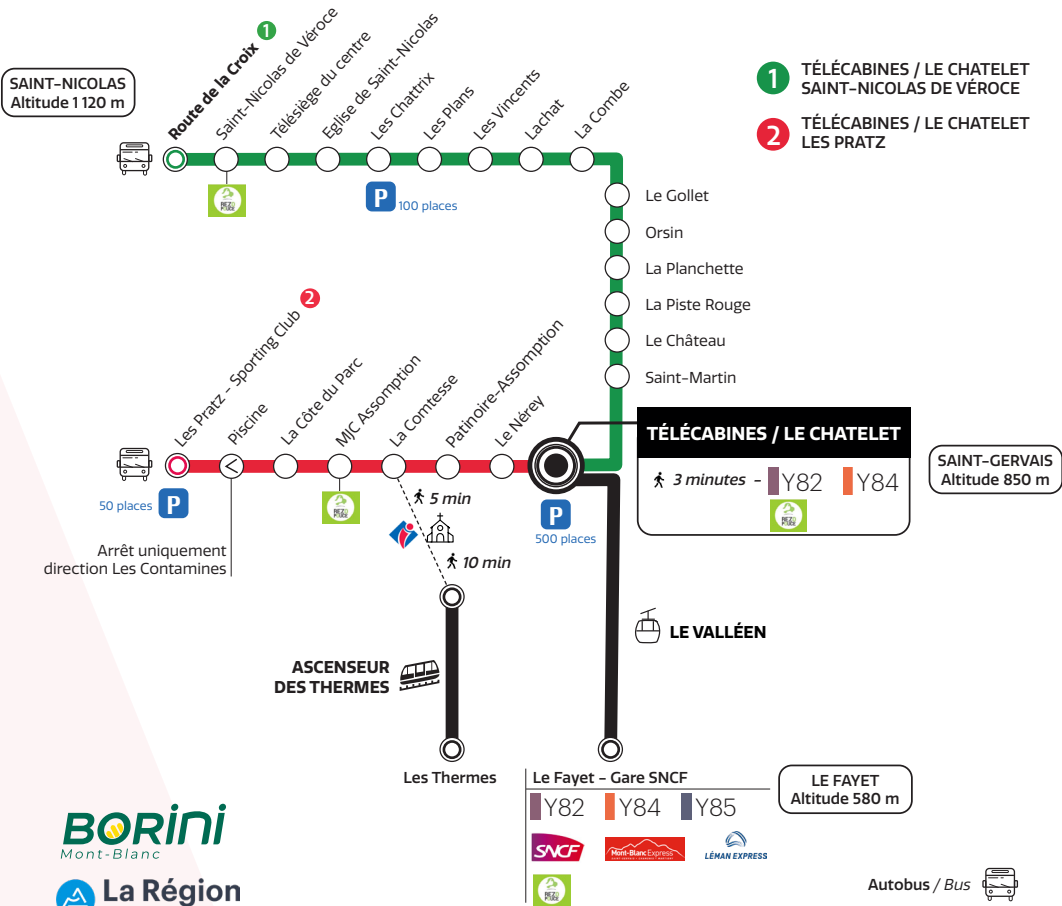 SAINT-NICOLAS
Altitude 1 120 m
Route de la Croix 1
Saint-Nicolas de Véroce
Télésiège du centre
Eglise de Saint-Nicolas
Les Chattrix
Les Plans
Les Vincents
Lachat
La Combe
1 TÉLÉCABINES / LE CHATELET
SAINT-NICOLAS DE VÉROCE
2 TÉLÉCABINES / LE CHATELET
LES PRATZ
P 100 places
Le Gollet
Orsin
La Planchette
La Piste Rouge
Le Château
Saint-Martin
Les Pratz - Sporting Club 2
Piscine
La Côte du Parc
MJC Assomption
La Comtesse
Patinoire-Assomption
Le Nérey
TÉLÉCABINES / LE CHATELET
3 minutes - Y82 Y84
SAINT-GERVAIS
Altitude 850 m
50 places P
5 min
P
500 places
Arrêt uniquement
direction Les Contamines
10 min
LE VALLÉEN
ASCENSEUR
DES THERMES
Les Thermes
Le Fayet - Gare SNCF
Y82 Y84 Y85
LE FAYET
Altitude 580 m
SNCF
Mont-Blanc Express
LÉMAN EXPRESS
BORINI
Mont-Blanc
La Région
Autobus / Bus